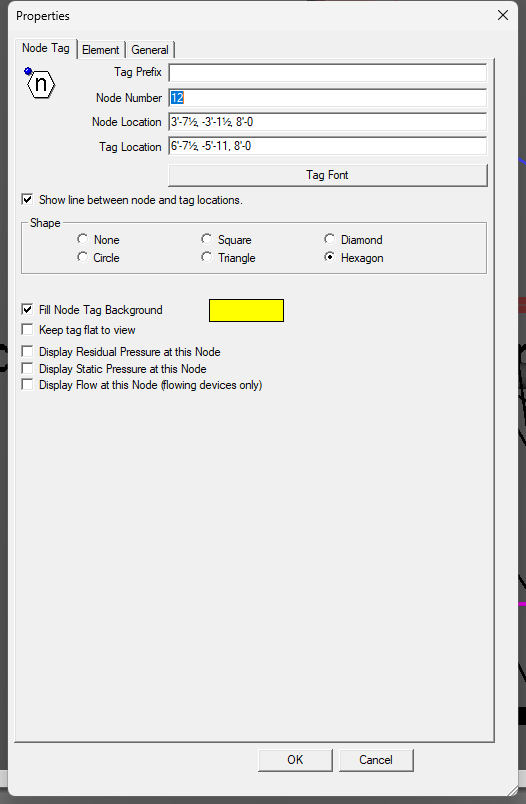 Properties
Node Tag Element General
n
Tag Prefix
Node Number 12
Node Location 3'-7½, -3'-1½, 8'-0
Tag Location 6'-7½, -5'-11, 8'-0
Tag Font
Show line between node and tag locations.
Shape
None Square Diamond
Circle Triangle Hexagon
Fill Node Tag Background
Keep tag flat to view
Display Residual Pressure at this Node
Display Static Pressure at this Node
Display Flow at this Node (flowing devices only)
OK Cancel